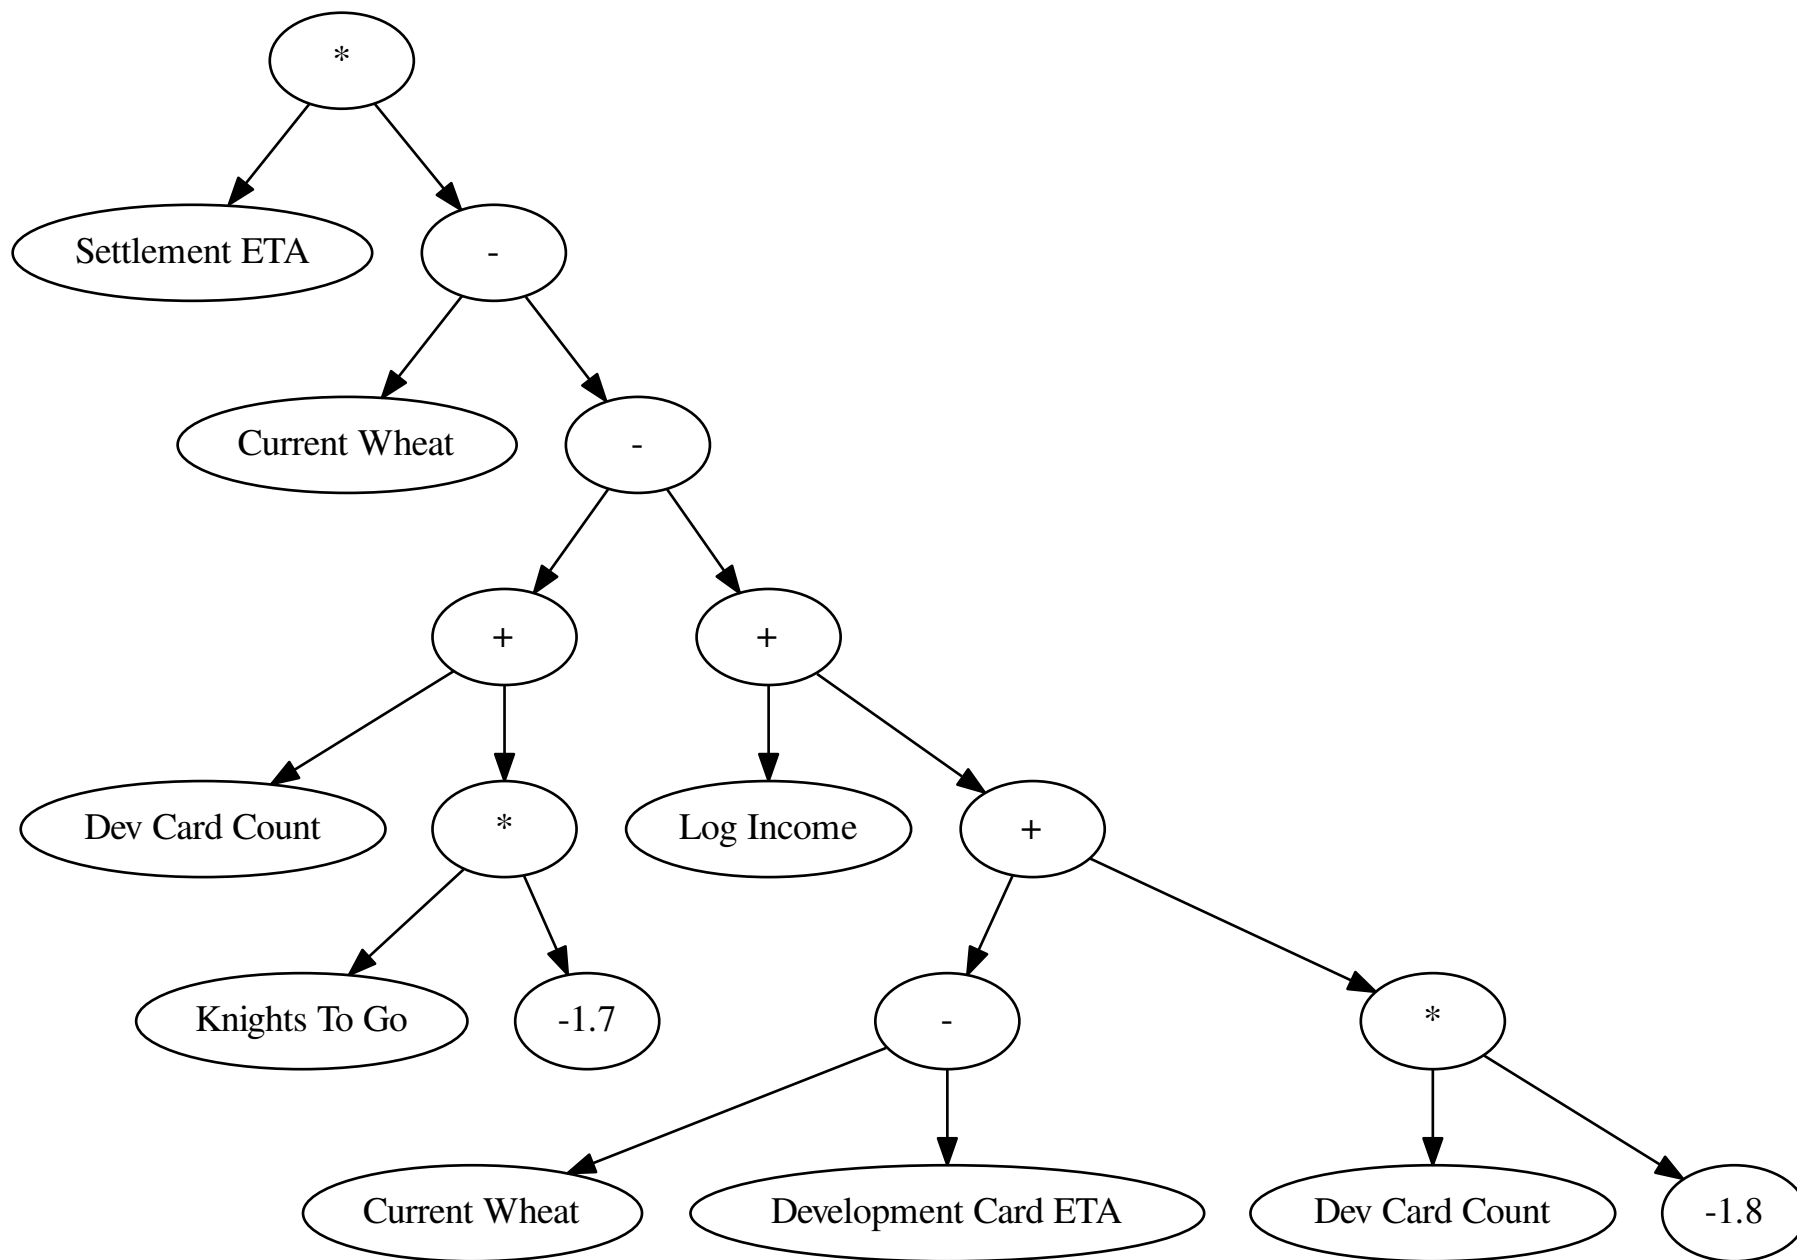 *
Settlement ETA
-
Current Wheat
-
+
+
Dev Card Count
*
Log Income
+
Knights To Go
-1.7
-
*
Current Wheat
Development Card ETA
Dev Card Count
-1.8